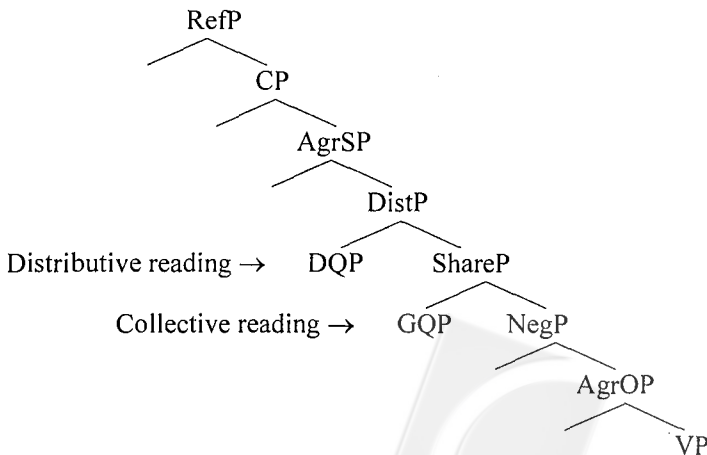 RefP
CP
AgrSP
DistP
Distributive reading → DQP ShareP
Collective reading → GQP NegP
AgrOP
VP